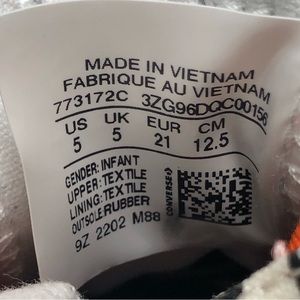 MADE IN VIETNAM
FABRIQUE AU VIETNAM
773172C 3ZG96DQC00156
US UK EUR CM
5 5 21 12.5
GENDER: INFANT
UPPER: TEXTILE
LINING: TEXTILE
OUTSOLE RUBBER
9Z 2202 M88
CONVERSE